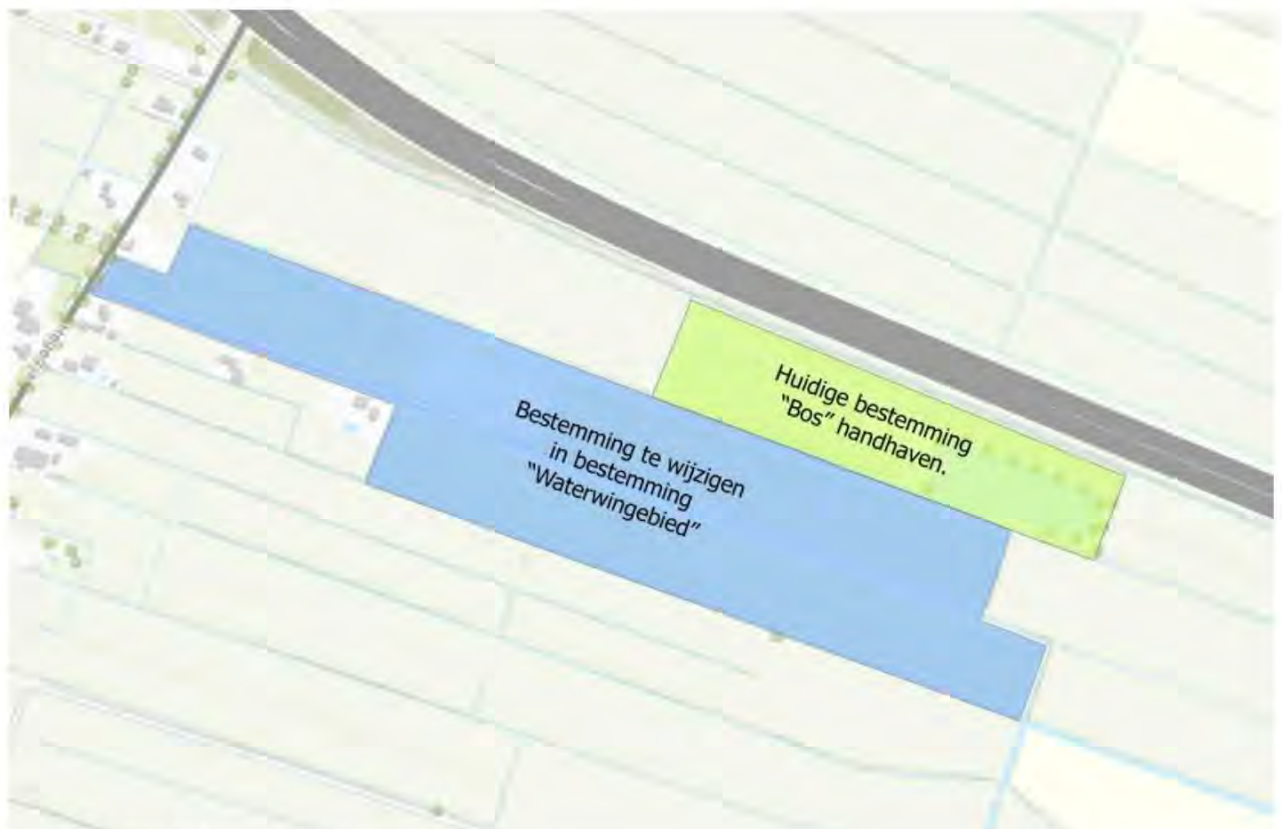 Huidige bestemming
"Bos" handhaven.
Bestemming te wijzigen
in bestemming
"Waterwingebied"